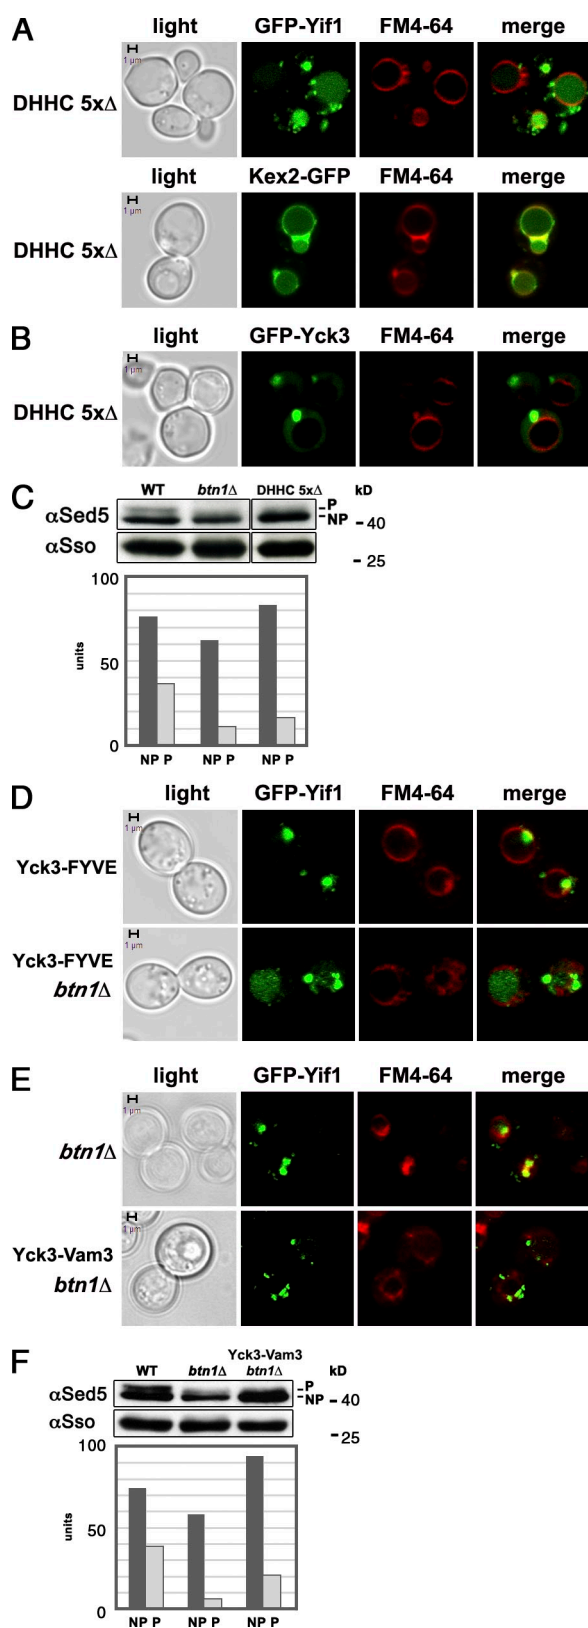 A light GFP-Yif1 FM4-64 merge
1 µm
DHHC 5xΔ
light Kex2-GFP FM4-64 merge
1 µm
DHHC 5xΔ
B light GFP-Yck3 FM4-64 merge
1 µm
DHHC 5xΔ
C WT btn1Δ DHHC 5xΔ kD
αSed5 P
NP 40
αSso
25
100
50
0
units
NP P NP P NP P
D light GFP-Yif1 FM4-64 merge
1 µm
Yck3-FYVE
1 µm
Yck3-FYVE
btn1Δ
E light GFP-Yif1 FM4-64 merge
1 µm
btn1Δ
1 µm
Yck3-Vam3
btn1Δ
F Yck3-Vam3
WT btn1Δ btn1Δ kD
αSed5 P
NP 40
αSso
25
100
50
0
units
NP P NP P NP P